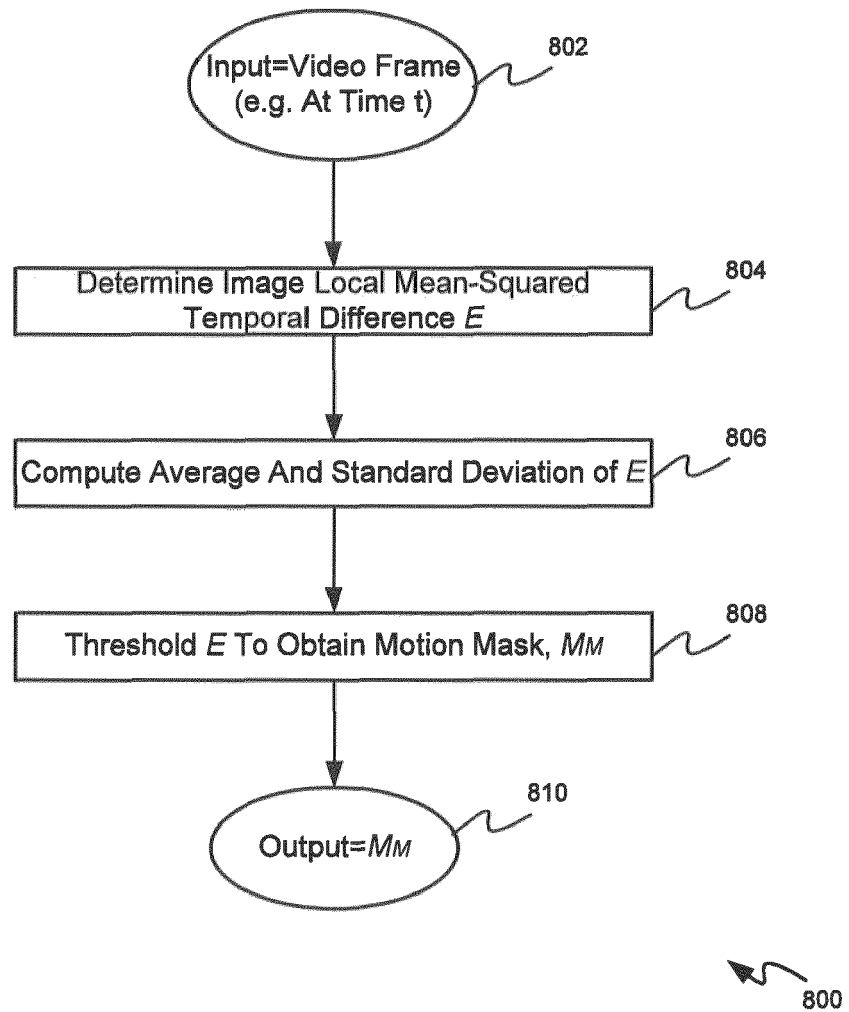 Input=Video Frame
(e.g. At Time t)
802
Determine Image Local Mean-Squared
Temporal Difference E
804
Compute Average And Standard Deviation of E
806
Threshold E To Obtain Motion Mask, MM
808
Output=MM
810
800